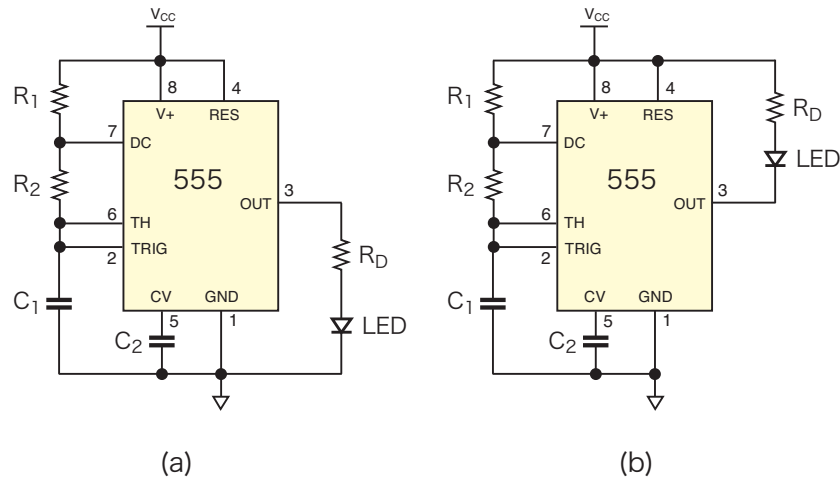 VCC
R1
8
4
V+
RES
7
DC
R2
555
3
OUT
6
TH
TRIG
2
RD
C1
CV
GND
5
1
C2
LED
(a)
VCC
R1
8
4
V+
RES
RD
7
DC
LED
R2
555
3
OUT
6
TH
TRIG
2
C1
CV
GND
5
1
C2
(b)